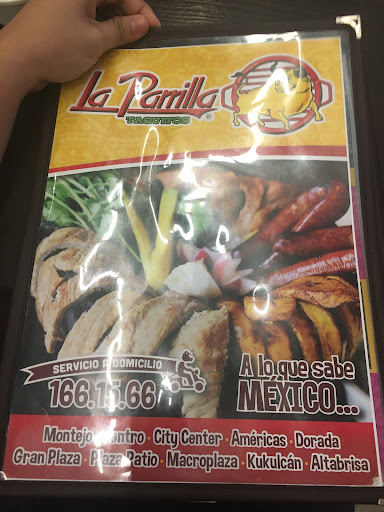 La Parrilla
TAQUITOS ®
SERVICIO A DOMICILIO
166.15.66
A lo que sabe
MÉXICO...
Montejo · Centro · City Center · Américas · Dorada
Gran Plaza · Plaza Patio · Macroplaza · Kukulcán · Altabrisa